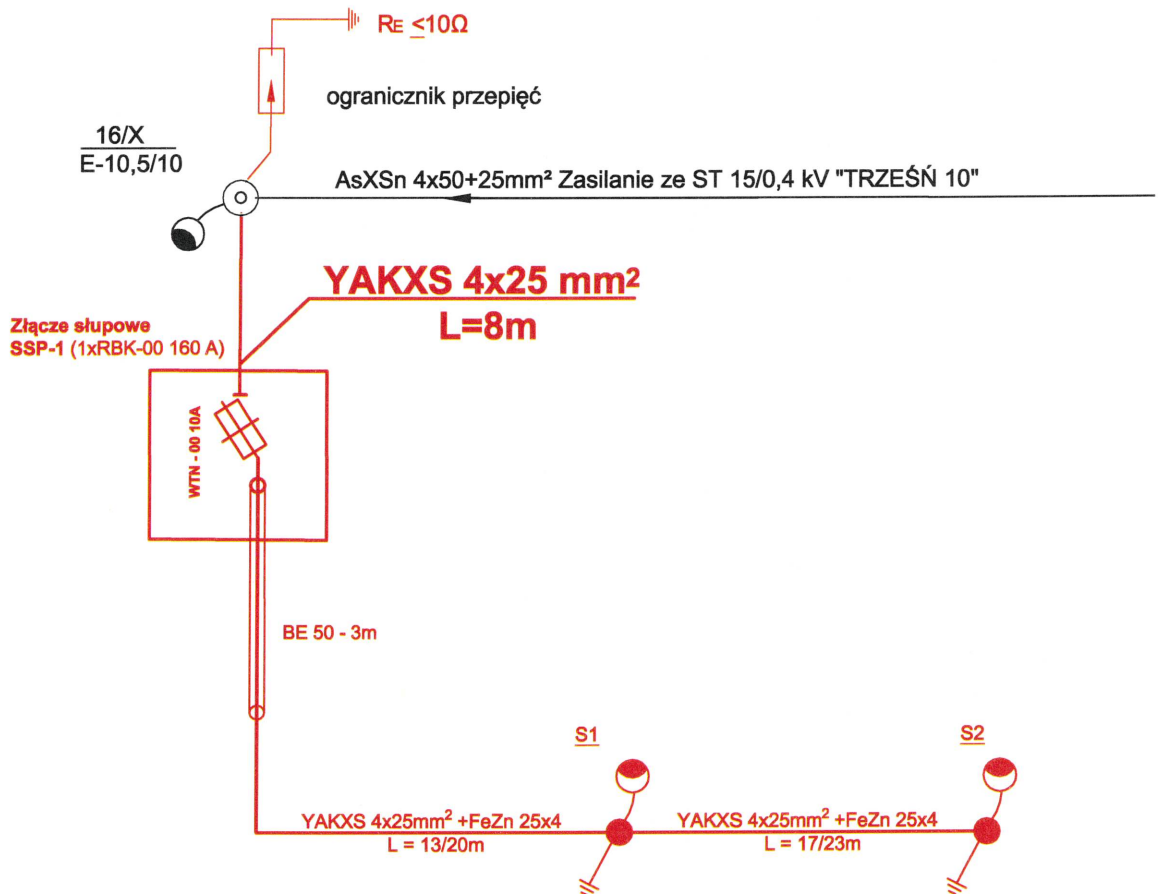 RE ≤10Ω
ogranicznik przepięć
16/X
E-10,5/10
AsXSn 4x50+25mm² Zasilanie ze ST 15/0,4 kV "TRZEŚŃ 10"
YAKXS 4x25 mm²
L=8m
Złącze słupowe
SSP-1 (1xRBK-00 160 A)
WTN - 00 10A
BE 50 - 3m
S1
S2
YAKXS 4x25mm² +FeZn 25x4
L = 13/20m
YAKXS 4x25mm² +FeZn 25x4
L = 17/23m